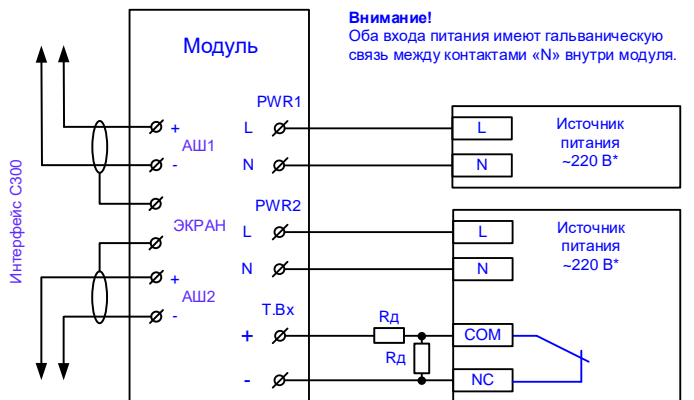 Внимание!
Оба входа питания имеют гальваническую
связь между контактами «N» внутри модуля.
Модуль
Интерфейс С300
+
АШ1
-
ЭКРАН
+
АШ2
-
PWR1
L
N
PWR2
L
N
Т.Вх
+
-
Rд
Rд
L
N
Источник
питания
~220 В*
L
N
Источник
питания
~220 В*
COM
NC